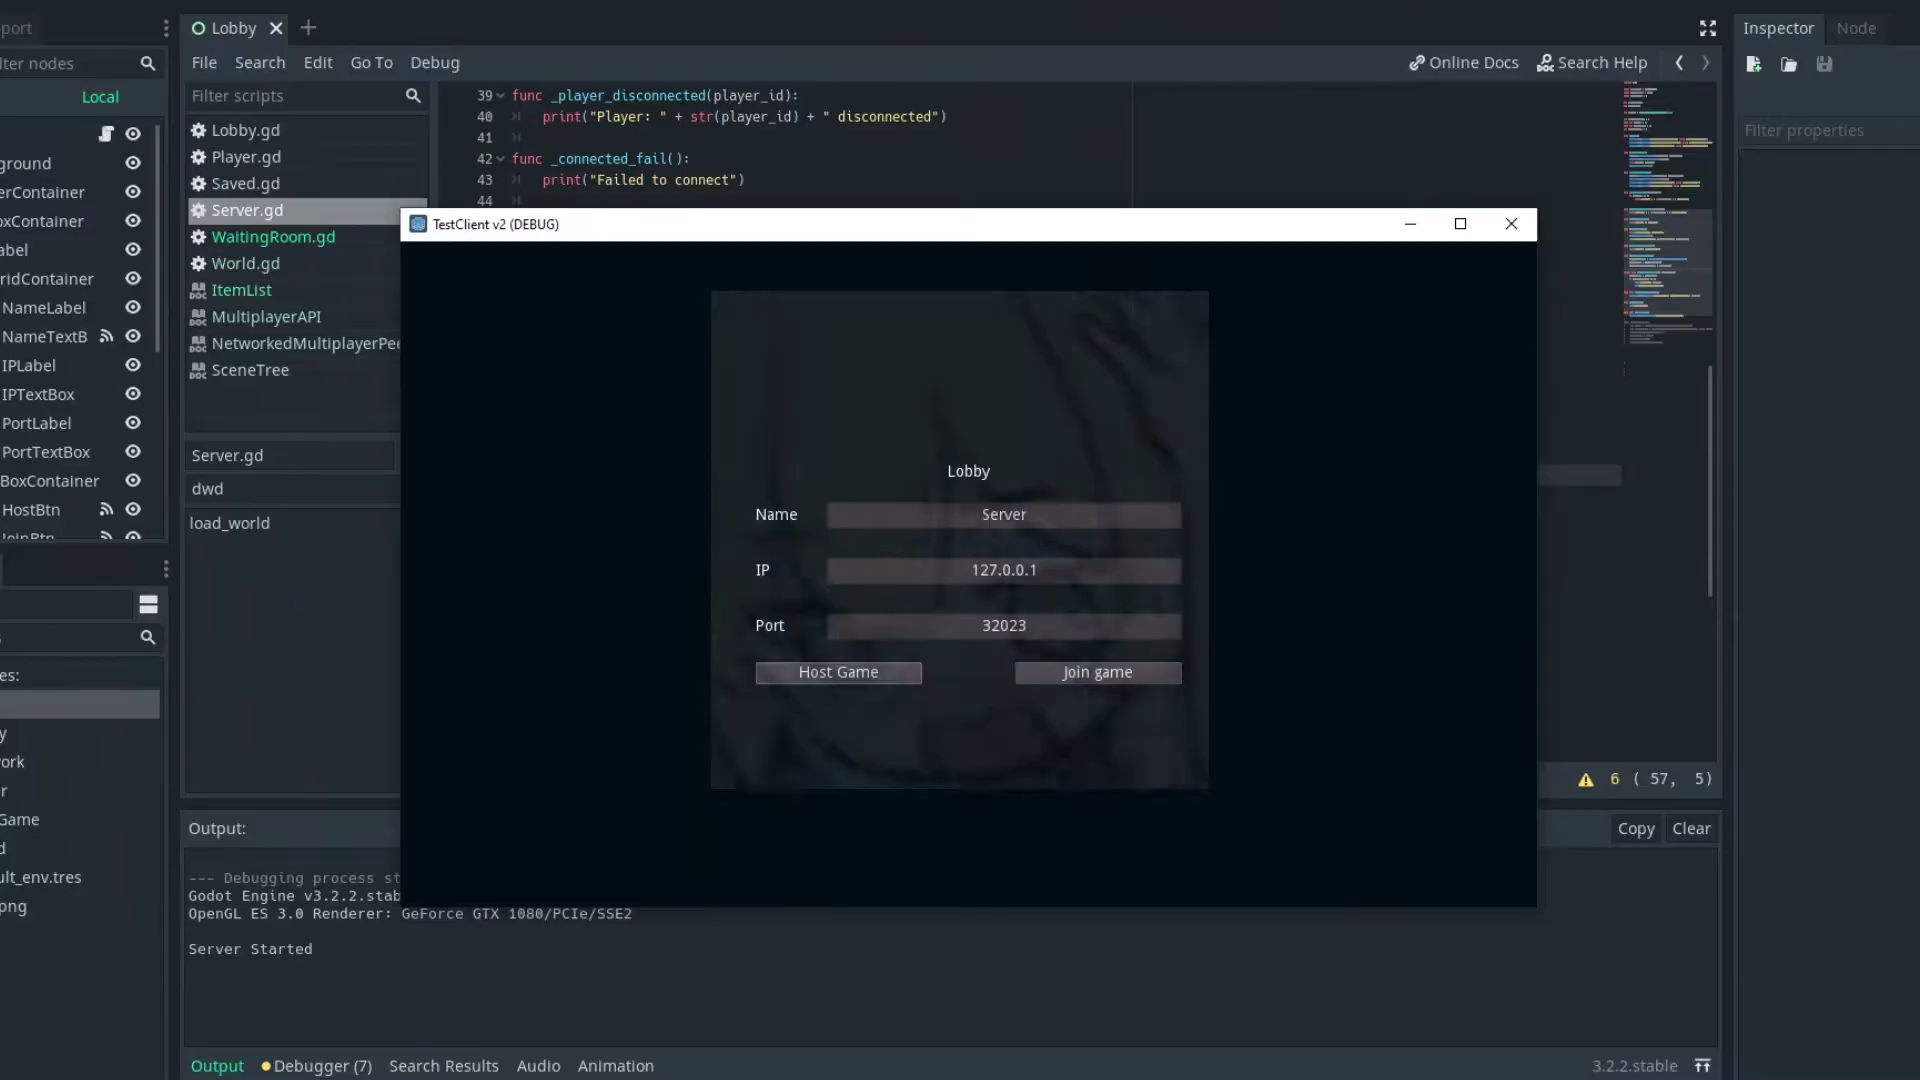 port
lter nodes
Local
ground
erContainer
oxContainer
abel
ridContainer
NameLabel
NameTextB
IPLabel
IPTextBox
PortLabel
PortTextBox
BoxContainer
HostBtn
JoinBtn
s
es:
y
ork
r
Game
d
ult_env.tres
png
Lobby
File Search Edit Go To Debug
Online Docs Search Help
Filter scripts
Lobby.gd
Player.gd
Saved.gd
Server.gd
WaitingRoom.gd
World.gd
ItemList
MultiplayerAPI
NetworkedMultiplayerPee
SceneTree
Server.gd
dwd
load_world
39 func _player_disconnected(player_id):
40 print("Player: " + str(player_id) + " disconnected")
41
42 func _connected_fail():
43 print("Failed to connect")
44
TestClient v2 (DEBUG)
Lobby
Name Server
IP 127.0.0.1
Port 32023
Host Game Join game
6 ( 57, 5)
Output:
Copy Clear
--- Debugging process st
Godot Engine v3.2.2.stab
OpenGL ES 3.0 Renderer: GeForce GTX 1080/PCIe/SSE2
Server Started
Output Debugger (7) Search Results Audio Animation
3.2.2.stable
Inspector Node
Filter properties